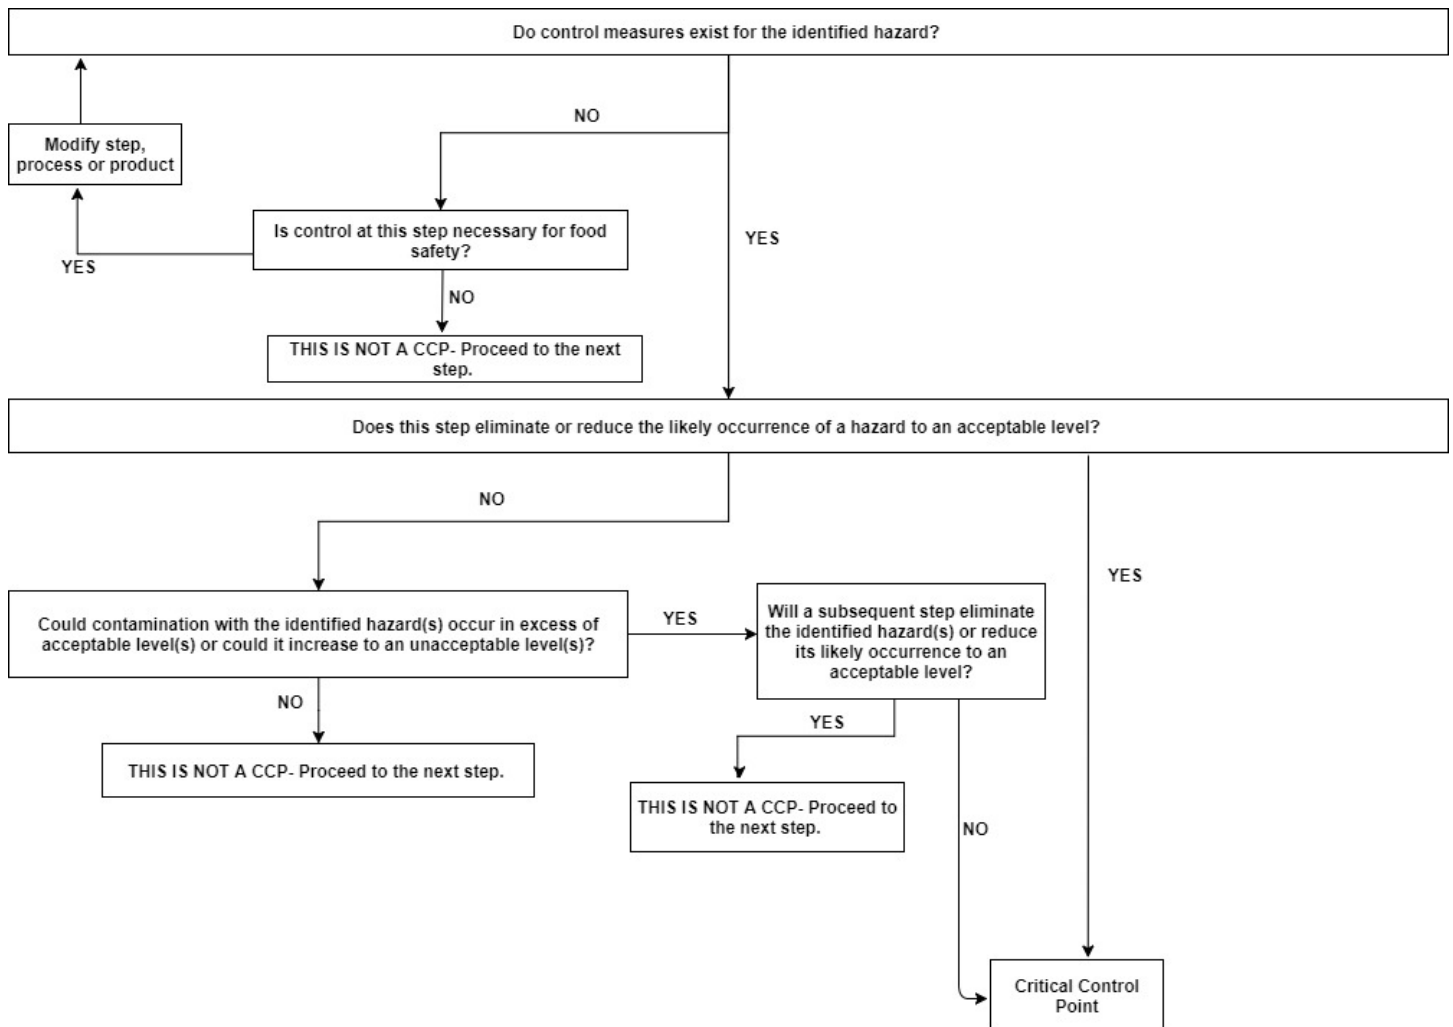 Do control measures exist for the identified hazard?
NO
Modify step,
process or product
Is control at this step necessary for food
safety?
YES
YES
NO
THIS IS NOT A CCP- Proceed to the next
step.
Does this step eliminate or reduce the likely occurrence of a hazard to an acceptable level?
NO
YES
Could contamination with the identified hazard(s) occur in excess of
acceptable level(s) or could it increase to an unacceptable level(s)?
YES
Will a subsequent step eliminate
the identified hazard(s) or reduce
its likely occurrence to an
acceptable level?
NO
YES
THIS IS NOT A CCP- Proceed to the next step.
THIS IS NOT A CCP- Proceed to
the next step.
NO
Critical Control
Point